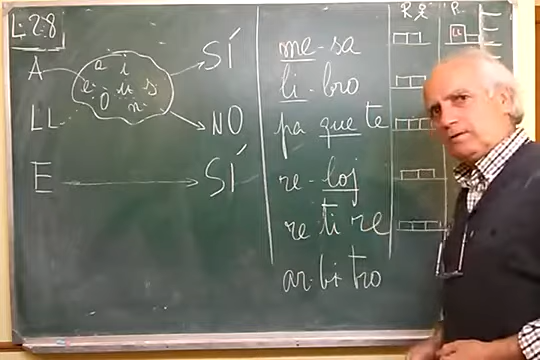 L 28
A
LL
E
a i
e u s
o n
SÍ
NO
SÍ
me-sa
li-bro
pa que te
re-loj
re ti re
ar-bi tro